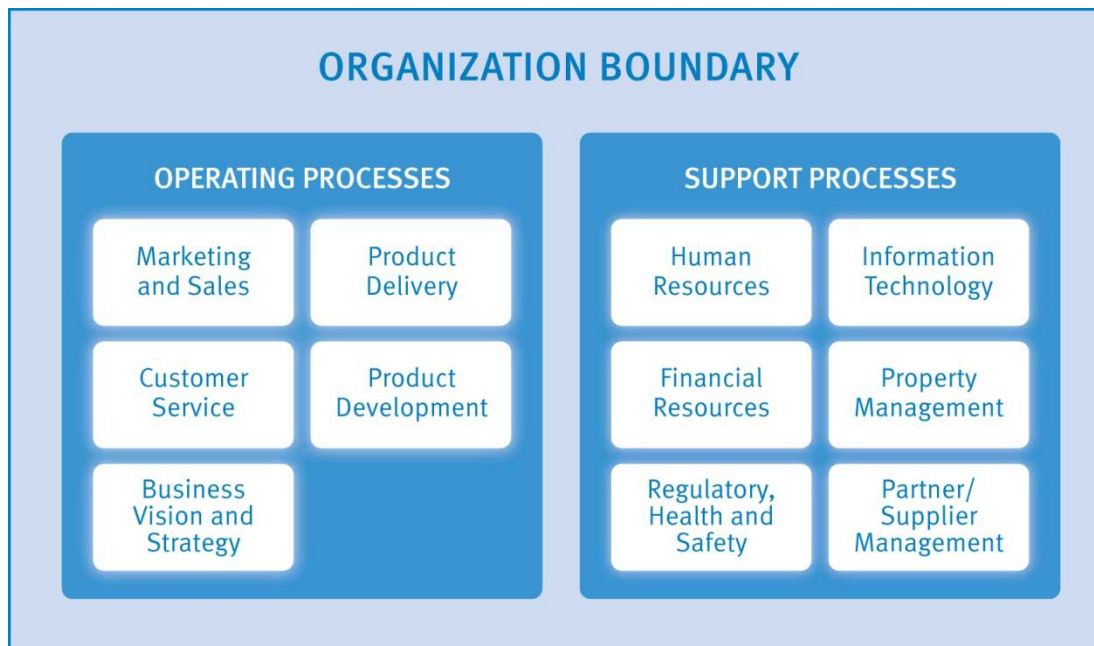 ORGANIZATION BOUNDARY
OPERATING PROCESSES
Marketing
and Sales
Product
Delivery
Customer
Service
Product
Development
Business
Vision and
Strategy
SUPPORT PROCESSES
Human
Resources
Information
Technology
Financial
Resources
Property
Management
Regulatory,
Health and
Safety
Partner/
Supplier
Management